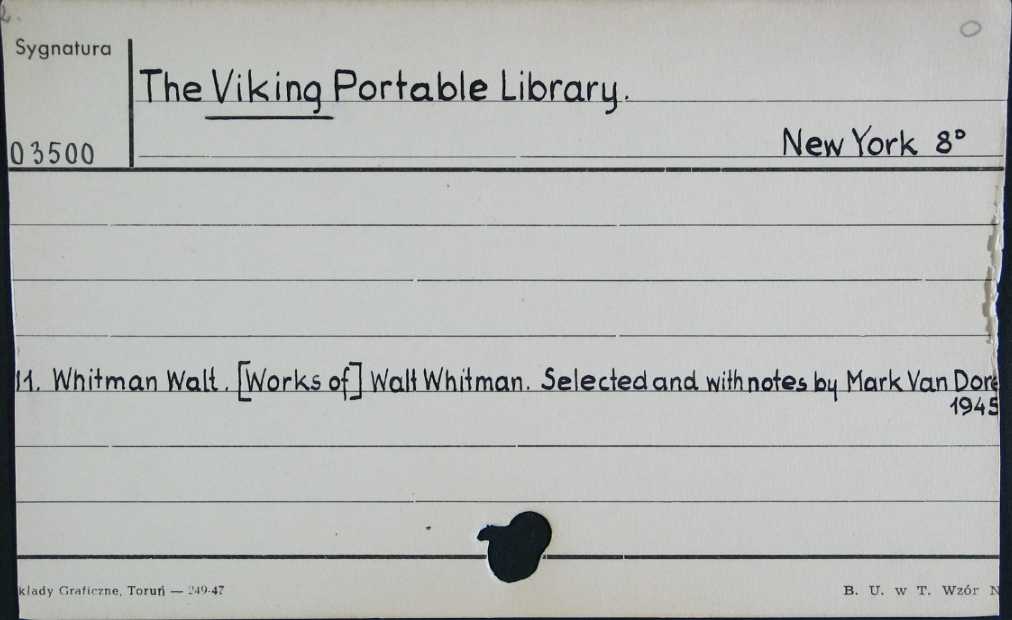 Sygnatura
The Viking Portable Library.
New York 8°
03500
11. Whitman Walt. [Works of] Walt Whitman. Selected and with notes by Mark Van Dore
1945
kłady Graficzne, Toruń — 249-47
B. U. w T. Wzór N